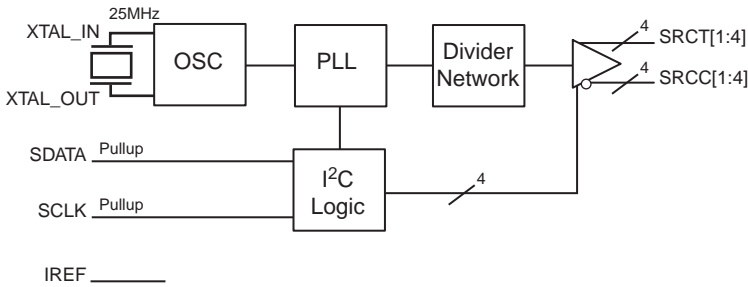 25MHz
XTAL_IN
XTAL_OUT
OSC
PLL
Divider
Network
4
SRCT[1:4]
4
SRCC[1:4]
SDATA
Pullup
SCLK
Pullup
I²C
Logic
4
IREF